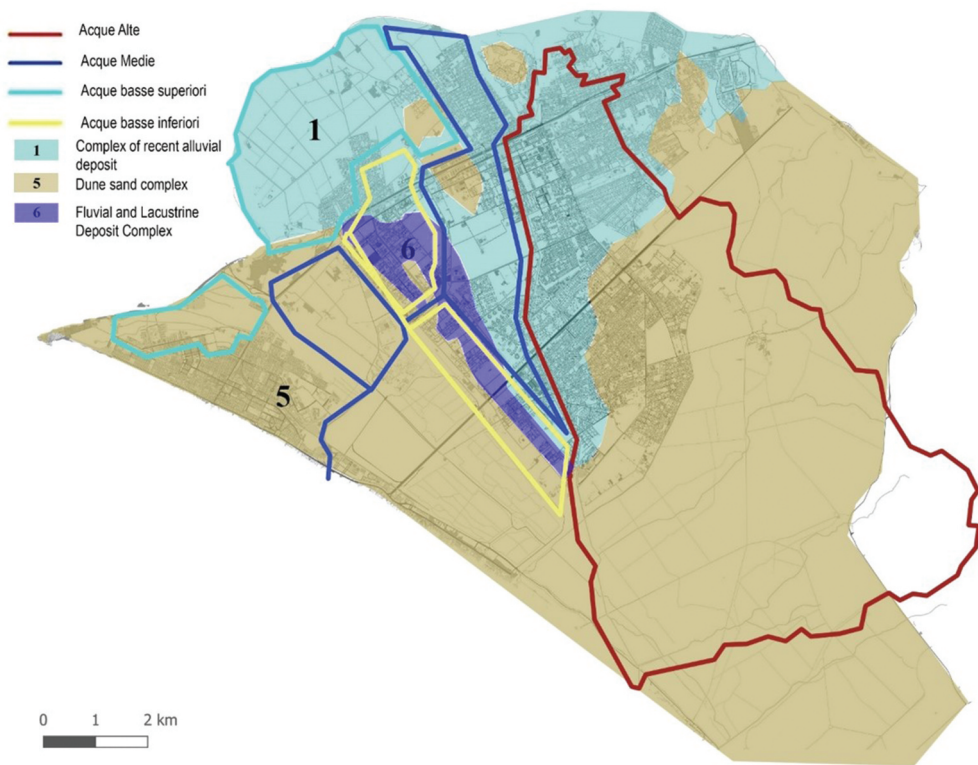 Acque Alte
Acque Medie
Acque basse superiori
Acque basse inferiori
1 Complex of recent alluvial
deposit
5 Dune sand complex
6 Fluvial and Lacustrine
Deposit Complex
1
6
5
0 1 2 km